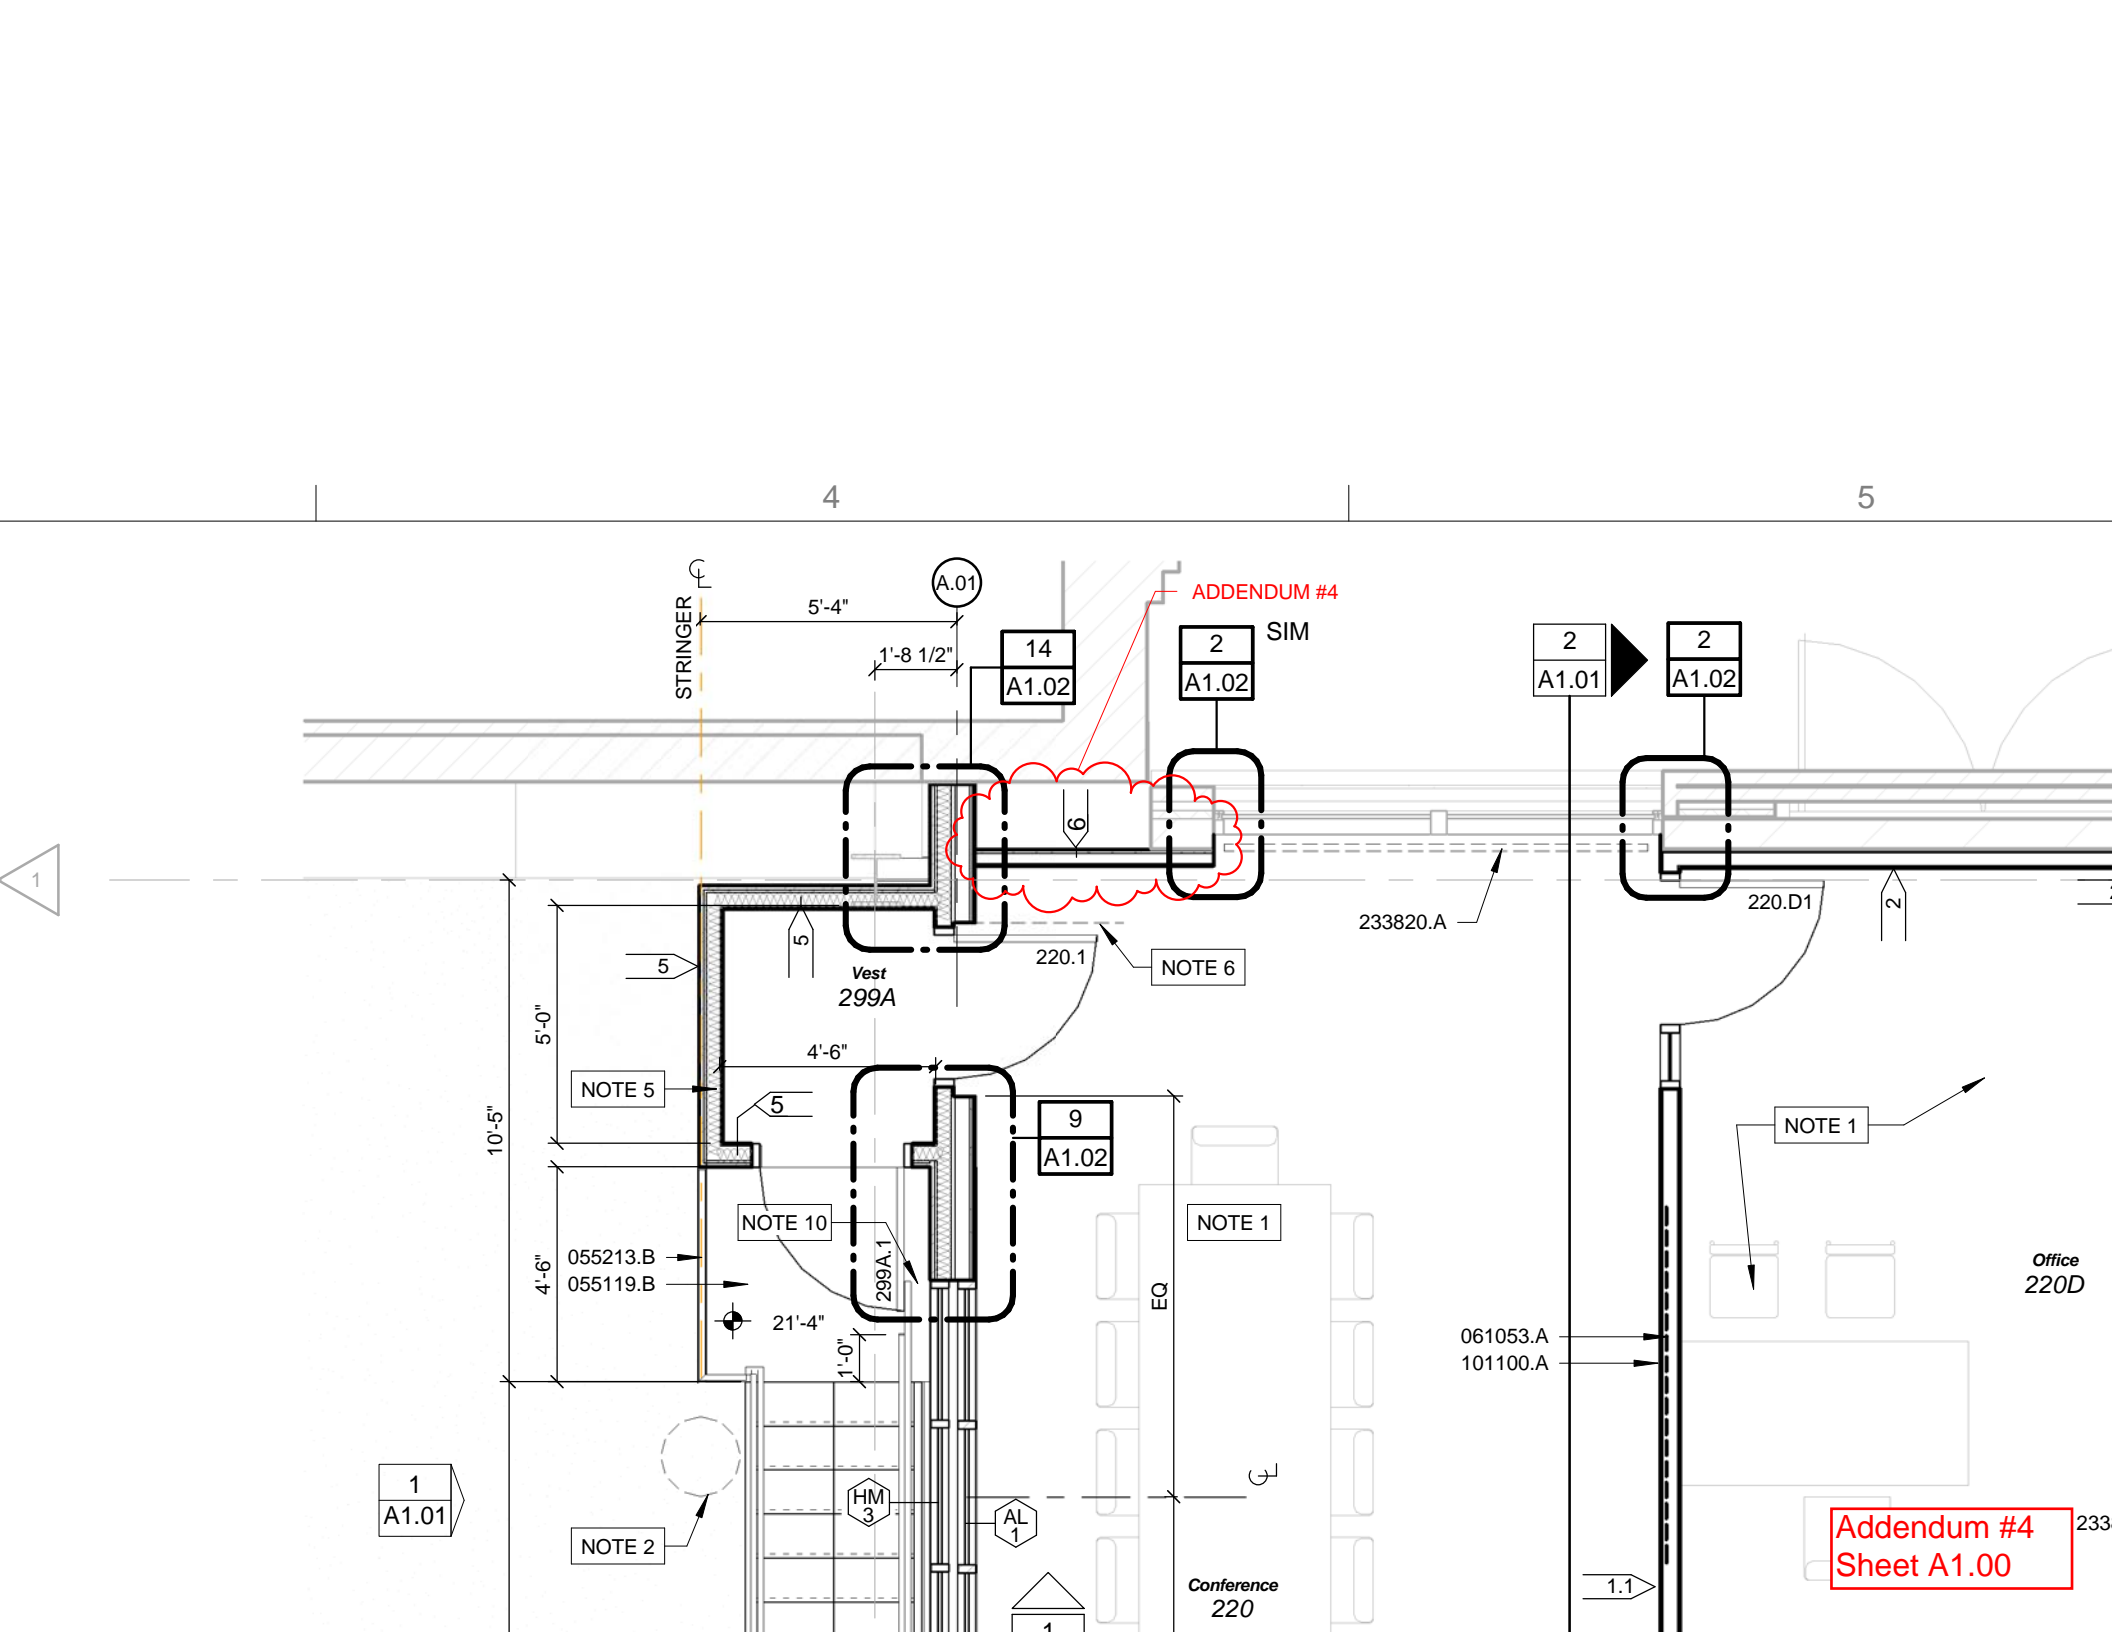 4
5
℄
STRINGER
A.01
5'-4"
1'-8 1/2"
14
A1.02
ADDENDUM #4
2
A1.02
SIM
2
A1.01
2
A1.02
1
6
5
5
Vest
299A
220.1
NOTE 6
233820.A
220.D1
2
5'-0"
4'-6"
NOTE 5
5
10'-5"
9
A1.02
NOTE 1
NOTE 10
NOTE 1
299A.1
055213.B
055119.B
4'-6"
21'-4"
1'-0"
EQ
Office
220D
061053.A
101100.A
1
A1.01
HM
3
AL
1
℄
NOTE 2
Addendum #4
Sheet A1.00
233
1.1
Conference
220
1